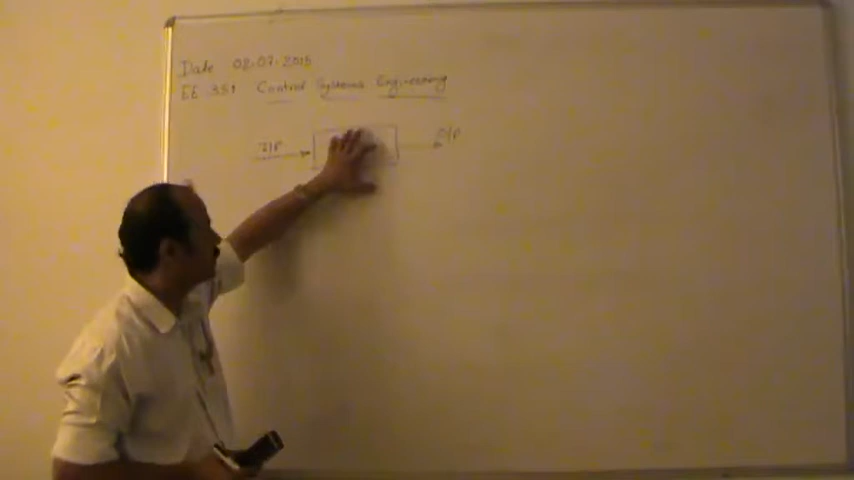 Date 02-07-2015
EE 351 Control Systems Engineering
I/P O/P